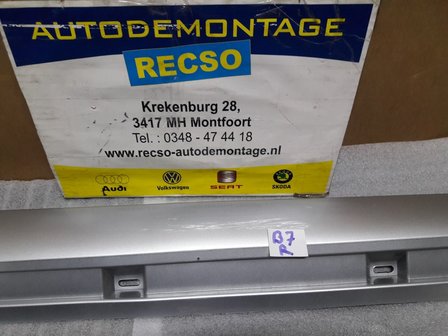 AUTODEMONTAGE
RECSO
Krekenburg 28,
3417 MH Montfoort
Tel. : 0348 - 47 44 18
www.recso-autodemontage.nl
Audi Volkswagen SEAT ŠKODA
B7
R